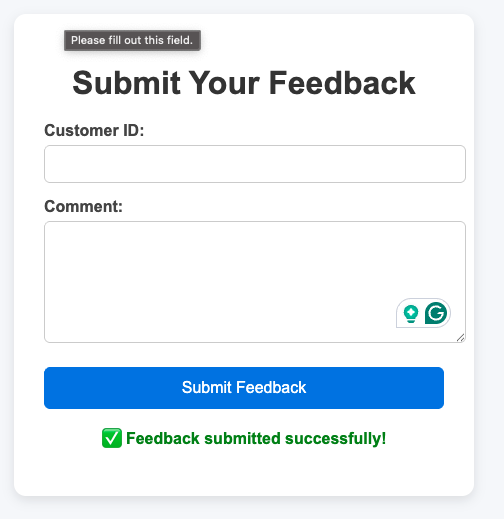 Please fill out this field.
Submit Your Feedback
Customer ID:
Comment:
Submit Feedback
✅ Feedback submitted successfully!